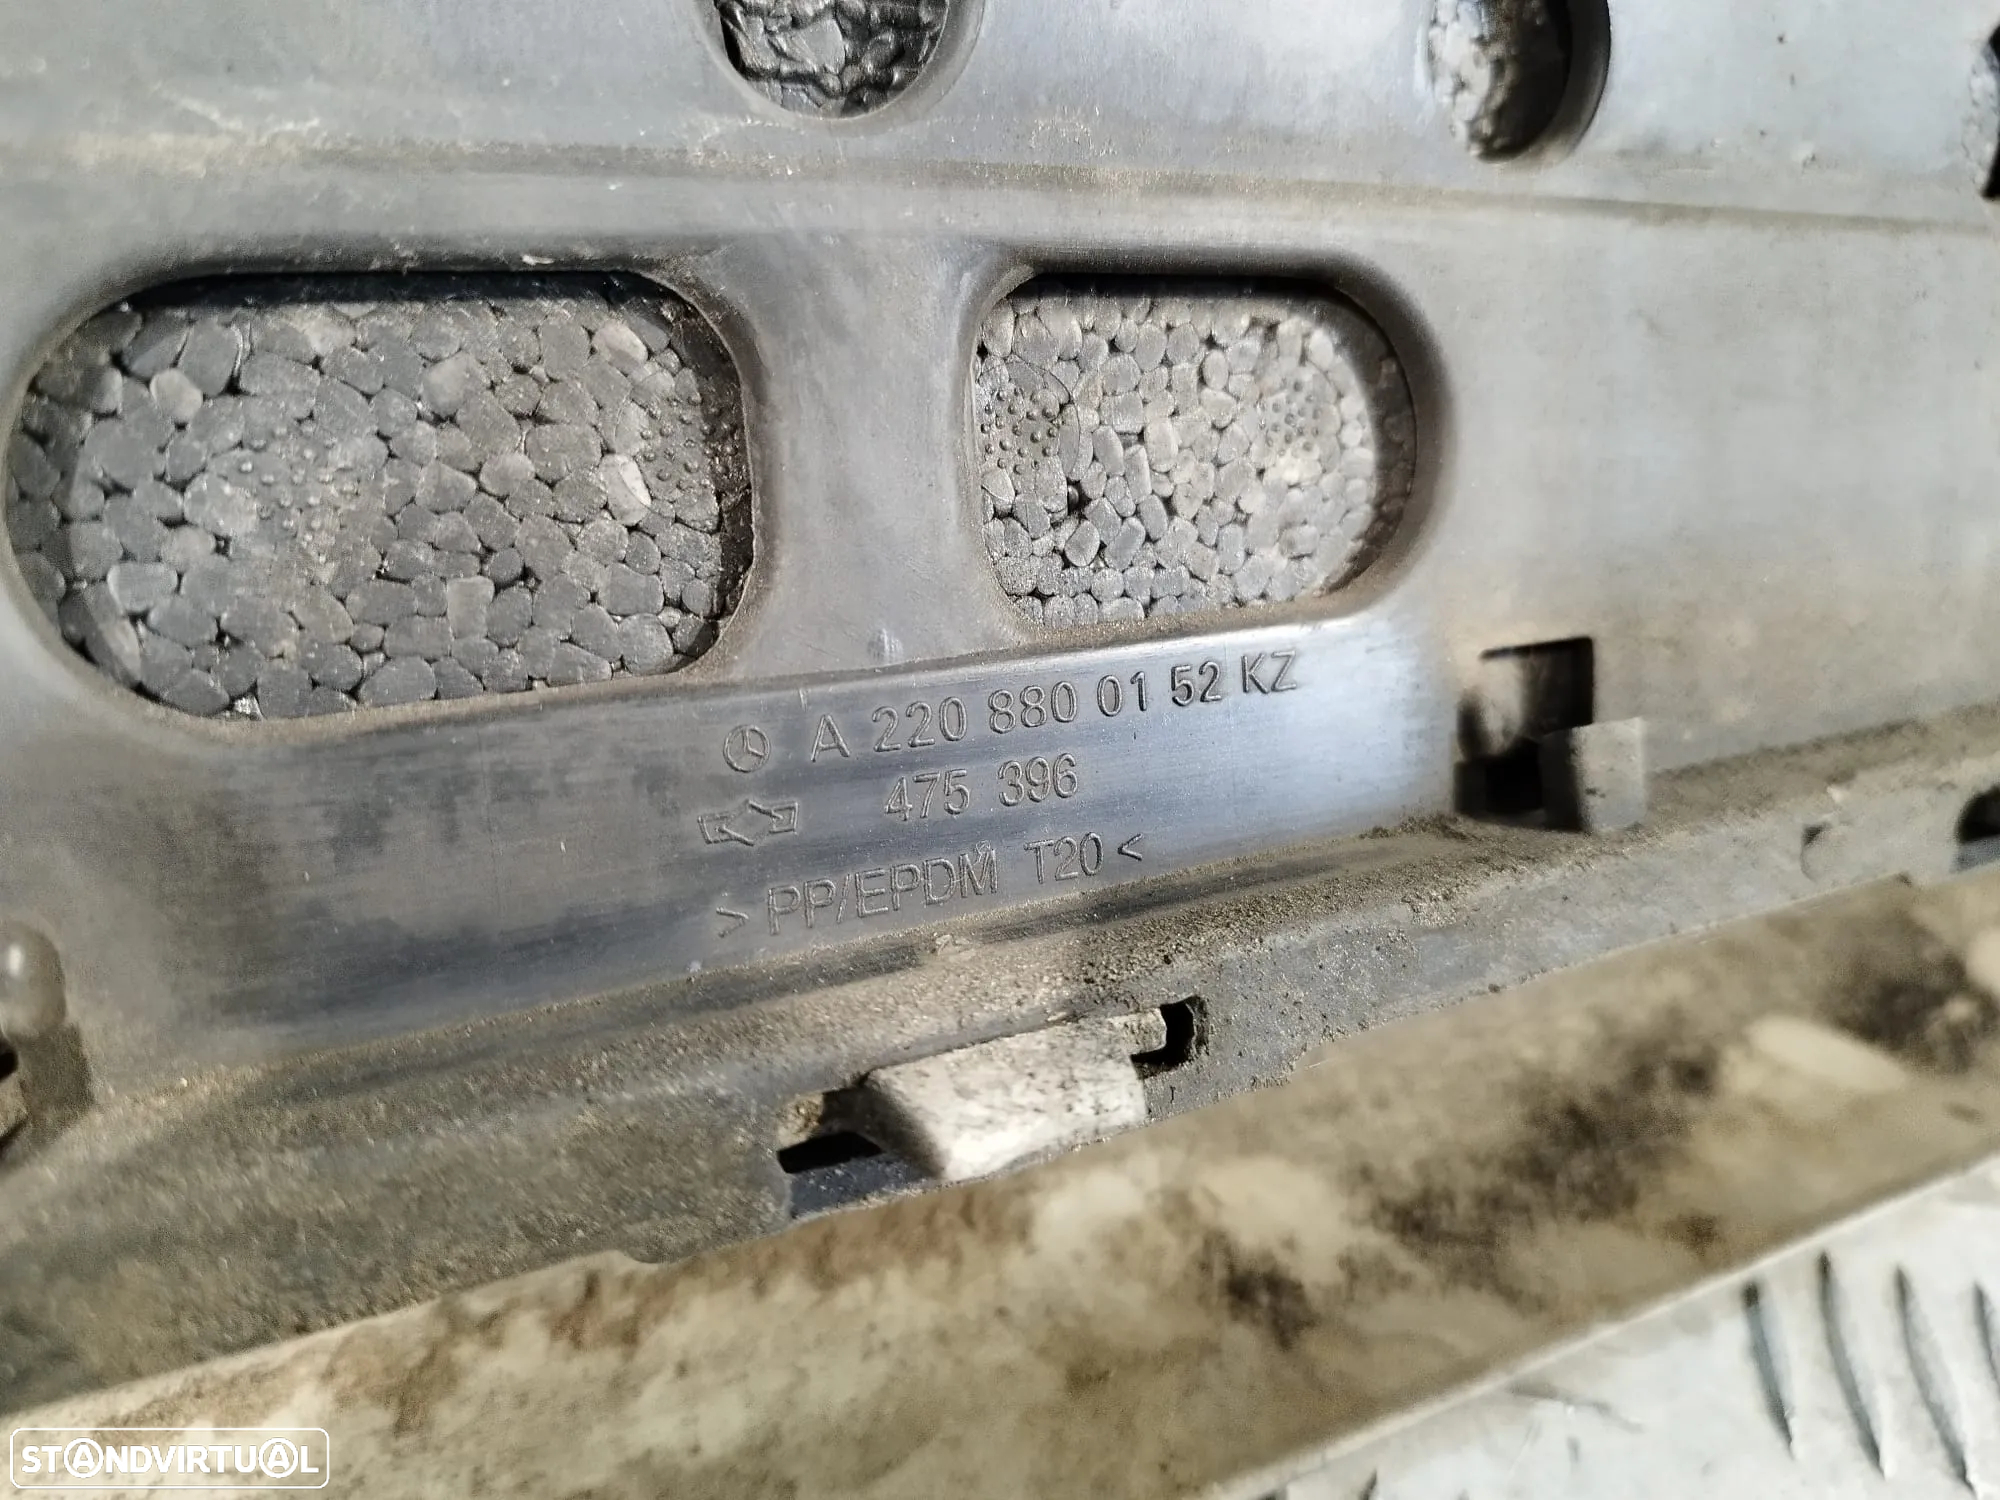 A 220 880 01 52 KZ
475 396
> PP/EPDM T20 <
STANDVIRTUAL